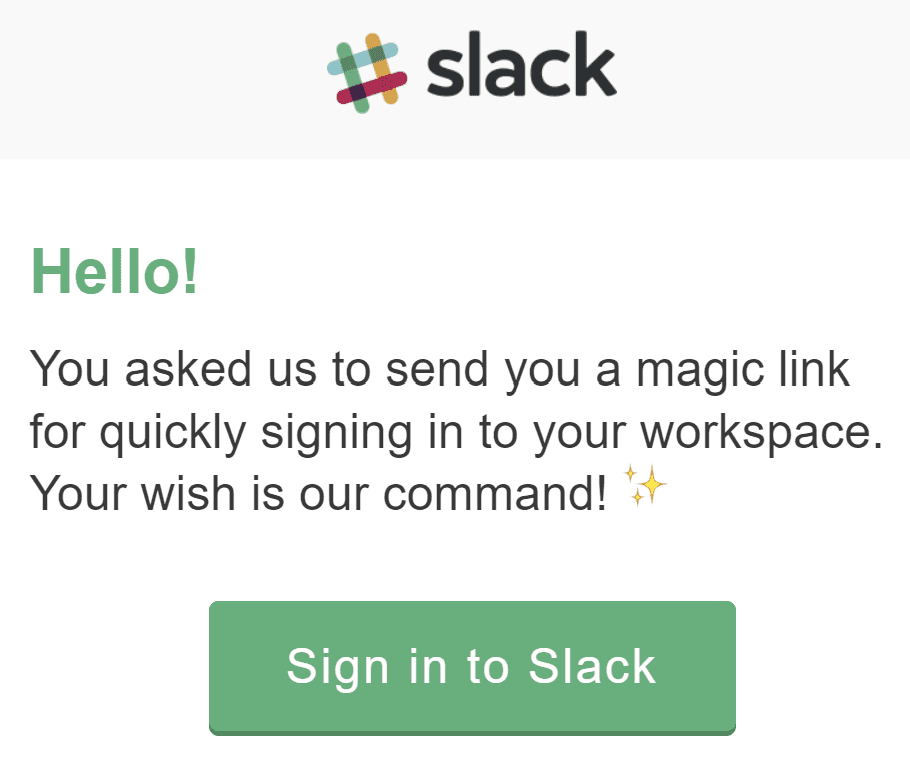 slack
Hello!
You asked us to send you a magic link
for quickly signing in to your workspace.
Your wish is our command! ✨
Sign in to Slack